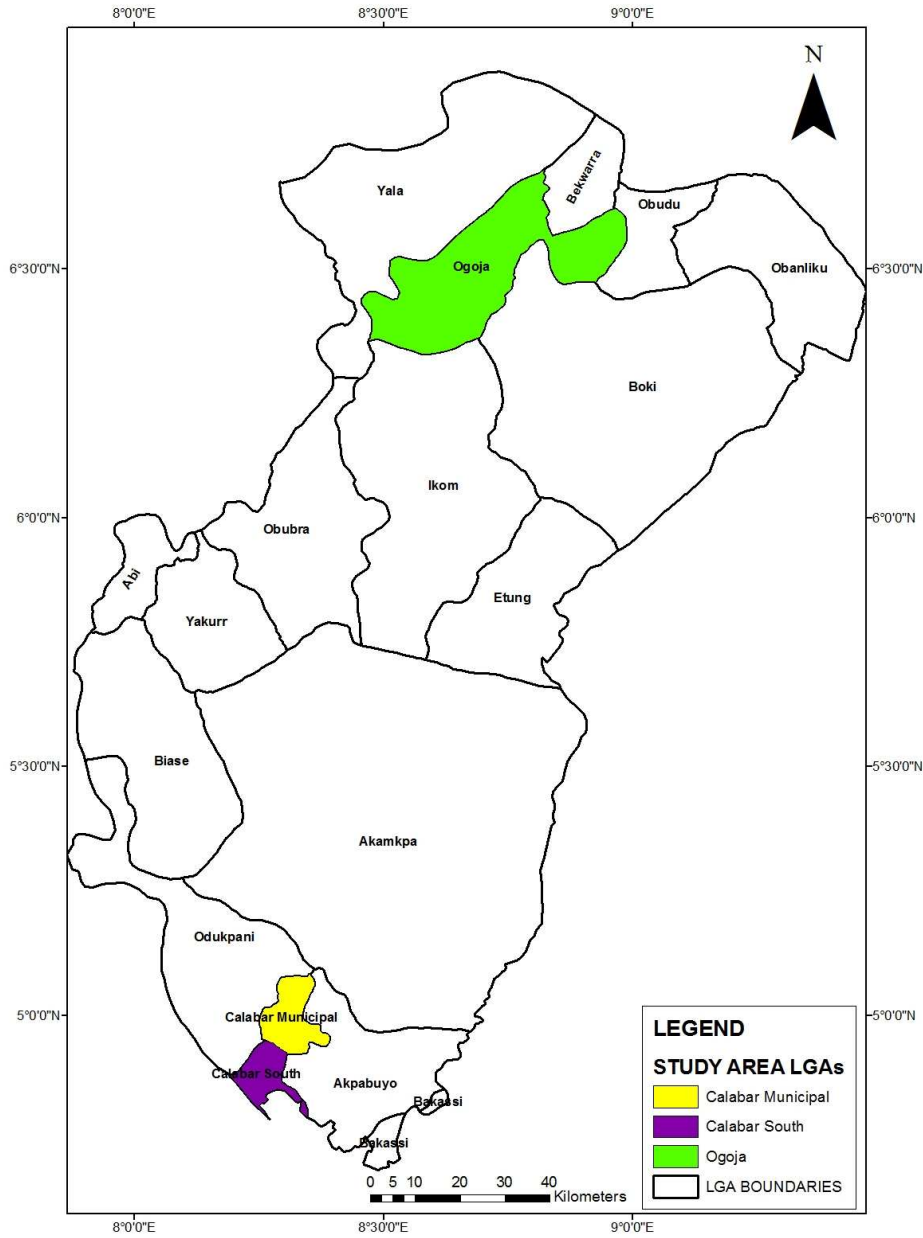 8°0'0"E 8°30'0"E 9°0'0"E
N
Bekwarra
Yala
Obudu
6°30'0"N Ogoja Obanliku 6°30'0"N
Boki
Ikom
6°0'0"N 6°0'0"N
Obubra
Abi
Etung
Yakurr
5°30'0"N Biase 5°30'0"N
Akamkpa
Odukpani
5°0'0"N Calabar Municipal 5°0'0"N
Calabar South
Akpabuyo
Bakassi
Bakassi
LEGEND
STUDY AREA LGAs
Calabar Municipal
Calabar South
Ogoja
LGA BOUNDARIES
0 5 10 20 30 40
Kilometers
8°0'0"E 8°30'0"E 9°0'0"E